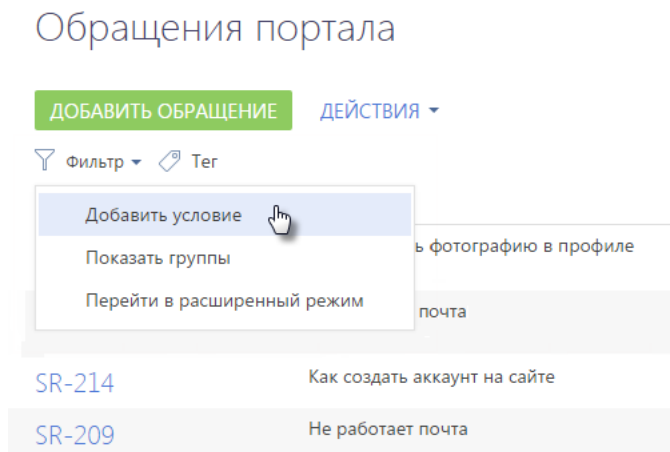 Обращения портала
ДОБАВИТЬ ОБРАЩЕНИЕ ДЕЙСТВИЯ
Фильтр Тег
Добавить условие
Показать группы
фотографию в профиле
Перейти в расширенный режим
почта
SR-214 Как создать аккаунт на сайте
SR-209 Не работает почта